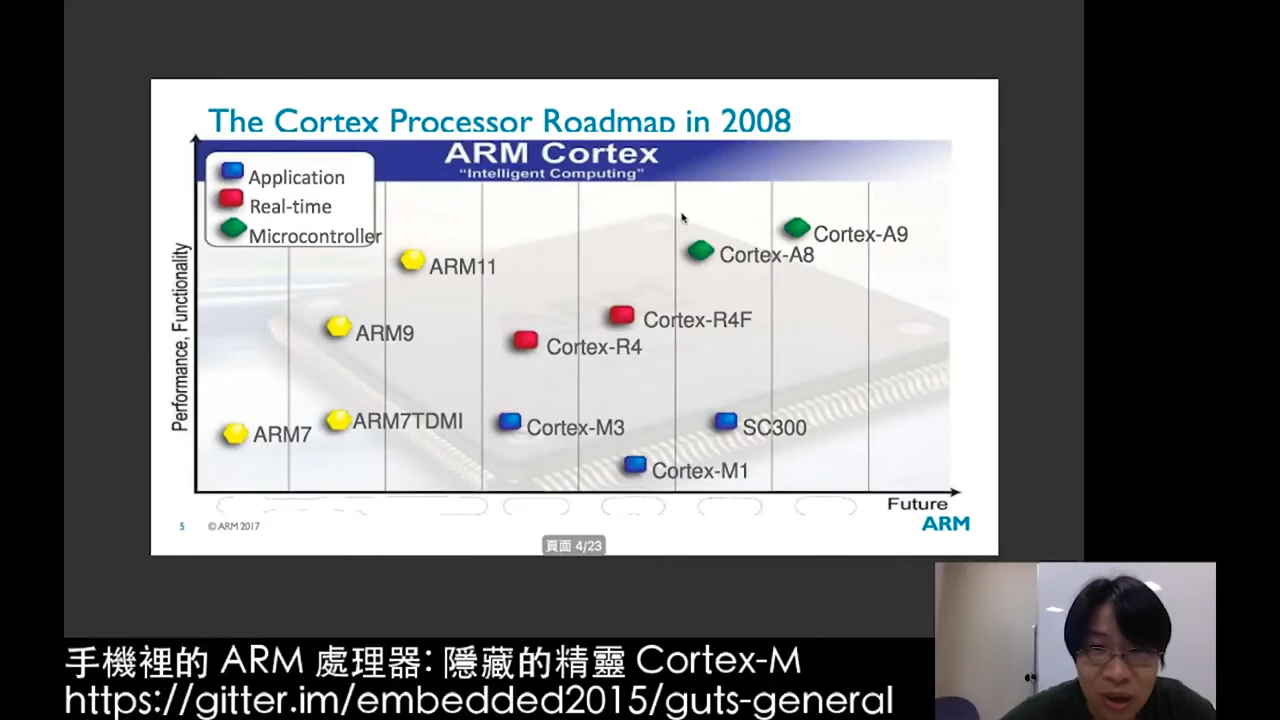 The Cortex Processor Roadmap in 2008
ARM Cortex
"Intelligent Computing"
Application
Real-time
Microcontroller
Performance, Functionality
Cortex-A9
Cortex-A8
ARM11
Cortex-R4F
ARM9
Cortex-R4
ARM7TDMI
ARM7
Cortex-M3
SC300
Cortex-M1
Future
5
© ARM 2017
ARM
頁面 4/23
手機裡的 ARM 處理器: 隱藏的精靈 Cortex-M
https://gitter.im/embedded2015/guts-general